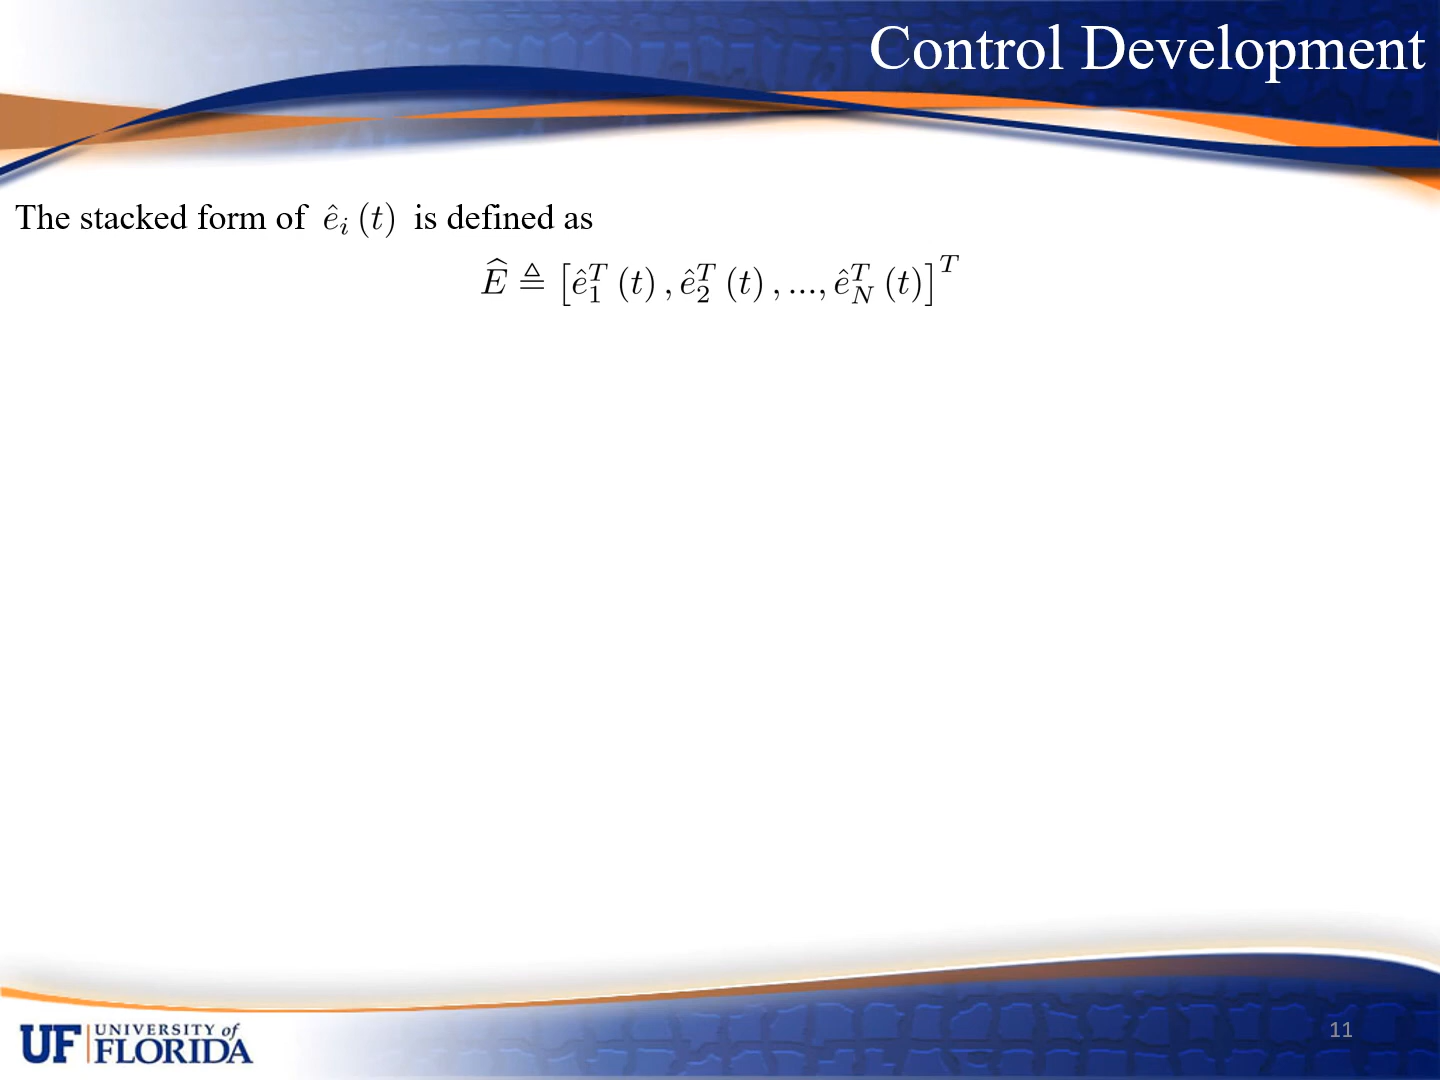 Control Development
The stacked form of ê_i (t) is defined as
Ê ≜ [ê_1^T (t) , ê_2^T (t) , ..., ê_N^T (t)]^T
11
UF UNIVERSITY of
FLORIDA